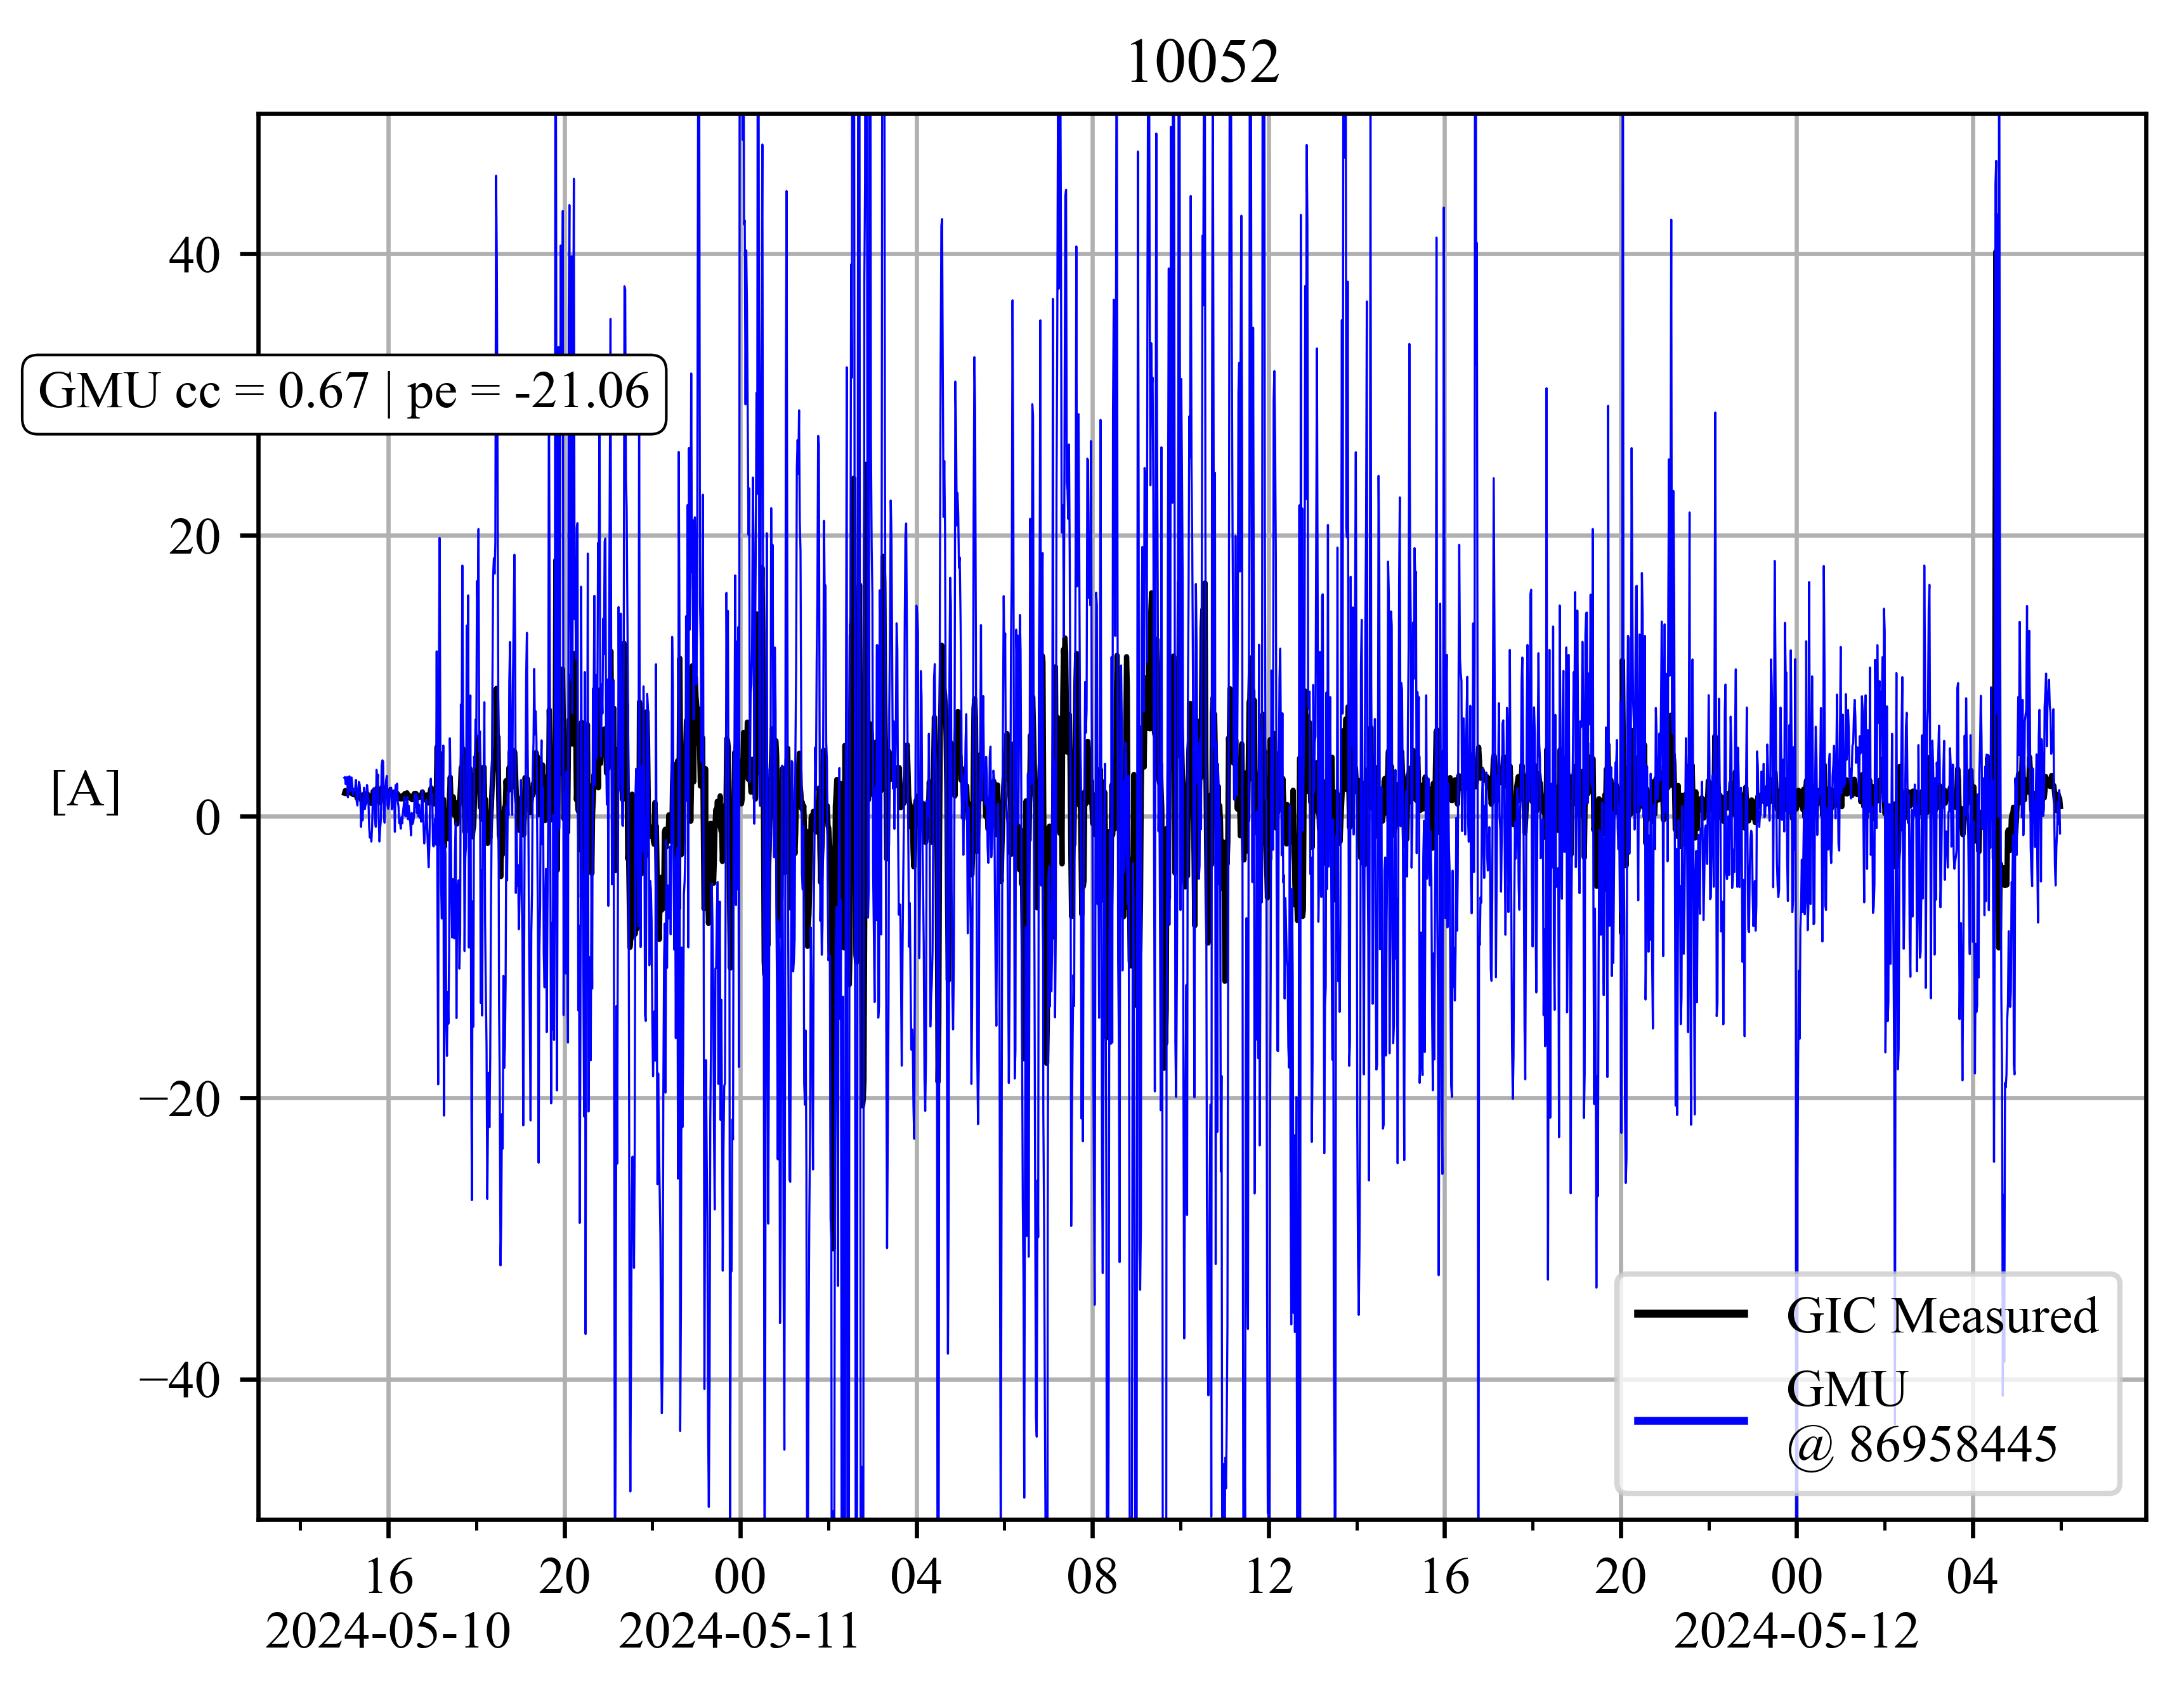 10052
40
GMU cc = 0.67 | pe = -21.06
20
[A]
0
−20
−40
GIC Measured
GMU
@ 86958445
16 20 00 04 08 12 16 20 00 04
2024-05-10 2024-05-11 2024-05-12